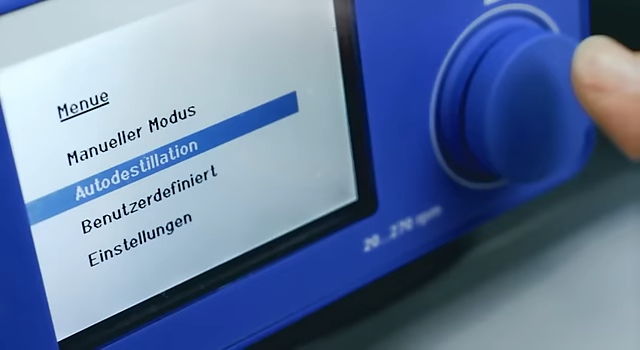 Menue
Manueller Modus
Autodestillation
Benutzerdefiniert
Einstellungen
20...270 rpm